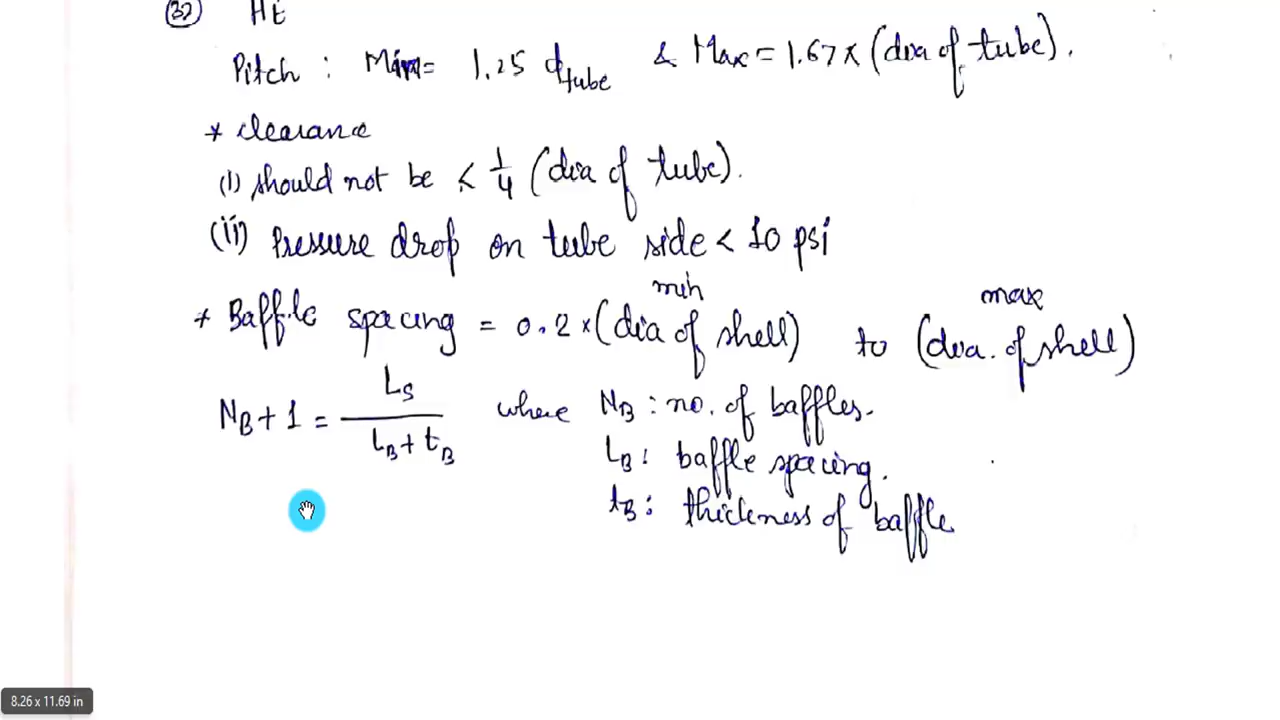 (32) HE
Pitch : Min= 1.25 d_tube & Max = 1.67 x (dia of tube).
* clearance
(i) should not be < 1/4 (dia of tube).
(ii) Pressure drop on tube side < 10 psi
min max
* Baffle spacing = 0.2 x (dia of shell) to (dia. of shell)
N_B + 1 = L_S / (L_B + t_B) where N_B : no. of baffles.
L_B : baffle spacing.
t_B : thickness of baffle
8.26 x 11.69 in